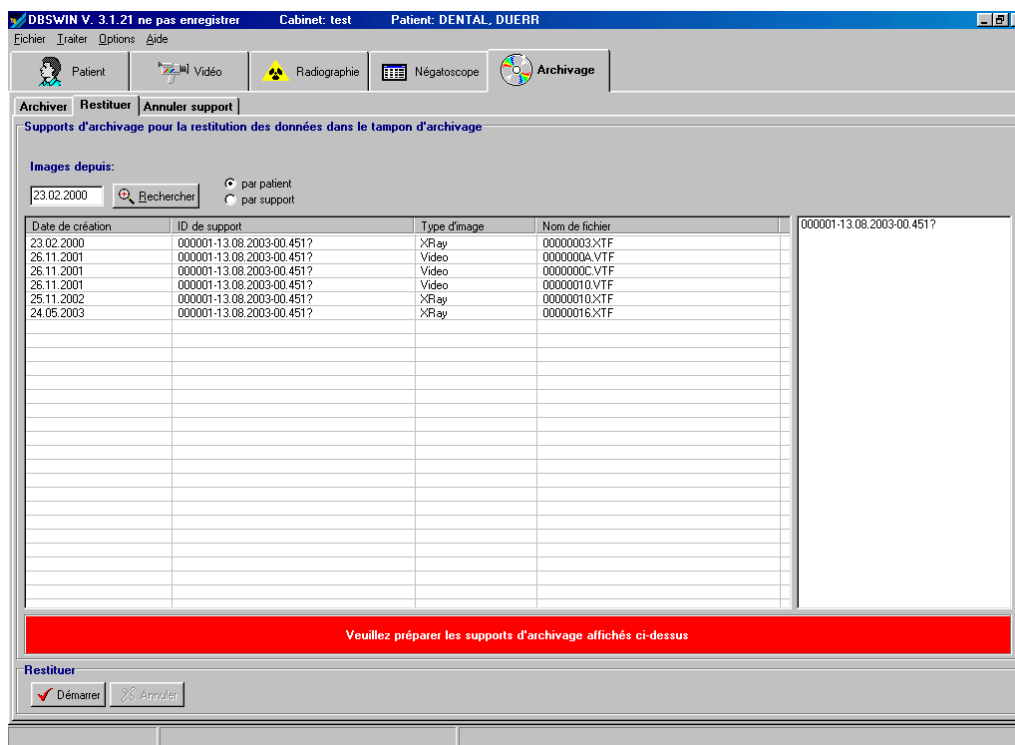 DBSWIN V. 3.1.21 ne pas enregistrer Cabinet: test Patient: DENTAL, DUERR
Fichier Traiter Options Aide
Patient Vidéo Radiographie Négatoscope Archivage
Archiver Restituer Annuler support
Supports d'archivage pour la restitution des données dans le tampon d'archivage
Images depuis:
23.02.2000 Rechercher
par patient
par support
Date de création ID de support Type d'image Nom de fichier
000001-13.08.2003-00.451?
23.02.2000 000001-13.08.2003-00.451? XRay 00000003.XTF
26.11.2001 000001-13.08.2003-00.451? Video 0000000A.VTF
26.11.2001 000001-13.08.2003-00.451? Video 0000000C.VTF
26.11.2001 000001-13.08.2003-00.451? Video 00000010.VTF
25.11.2002 000001-13.08.2003-00.451? XRay 00000010.XTF
24.05.2003 000001-13.08.2003-00.451? XRay 00000016.XTF
Veuillez préparer les supports d'archivage affichés ci-dessus
Restituer
Démarrer Annuler